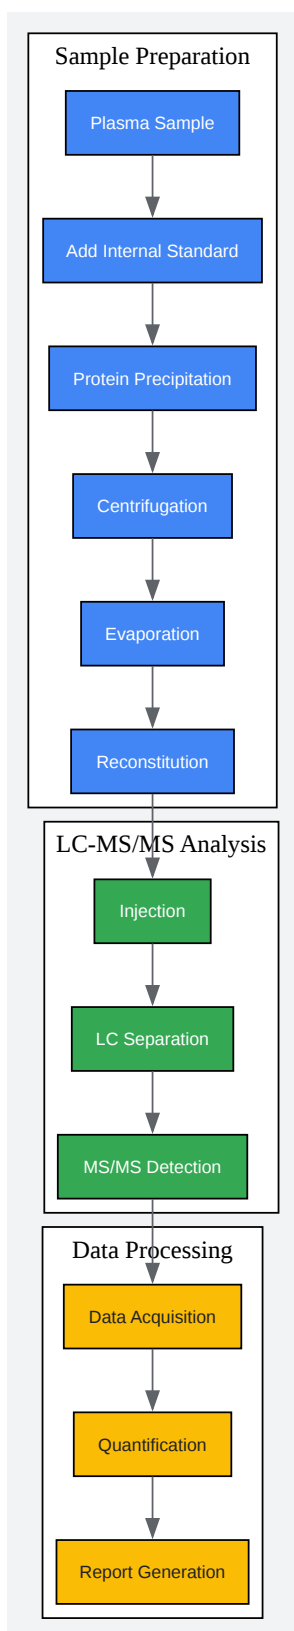 Sample Preparation
Plasma Sample
Add Internal Standard
Protein Precipitation
Centrifugation
Evaporation
Reconstitution
LC-MS/MS Analysis
Injection
LC Separation
MS/MS Detection
Data Processing
Data Acquisition
Quantification
Report Generation